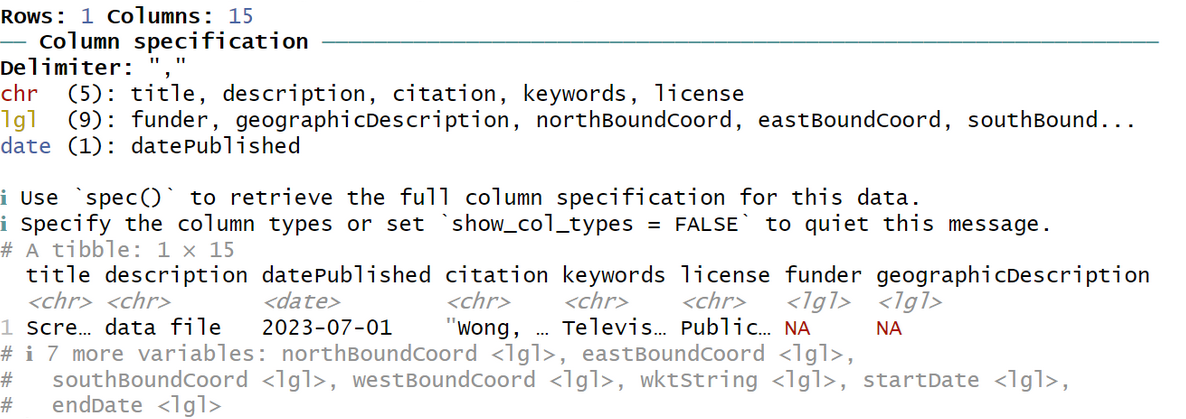 Rows: 1 Columns: 15
── Column specification ────────────────────────────────────────────────────────
Delimiter: ","
chr  (5): title, description, citation, keywords, license
lgl  (9): funder, geographicDescription, northBoundCoord, eastBoundCoord, southBound...
date (1): datePublished

ℹ Use `spec()` to retrieve the full column specification for this data.
ℹ Specify the column types or set `show_col_types = FALSE` to quiet this message.
# A tibble: 1 × 15
  title description datePublished citation keywords license funder geographicDescription
  <chr> <chr>       <date>        <chr>    <chr>    <chr>   <lgl>  <lgl>
1 Scre… data file   2023-07-01    "Wong, … Televis… Public… NA     NA
# ℹ 7 more variables: northBoundCoord <lgl>, eastBoundCoord <lgl>,
#   southBoundCoord <lgl>, westBoundCoord <lgl>, wktString <lgl>, startDate <lgl>,
#   endDate <lgl>